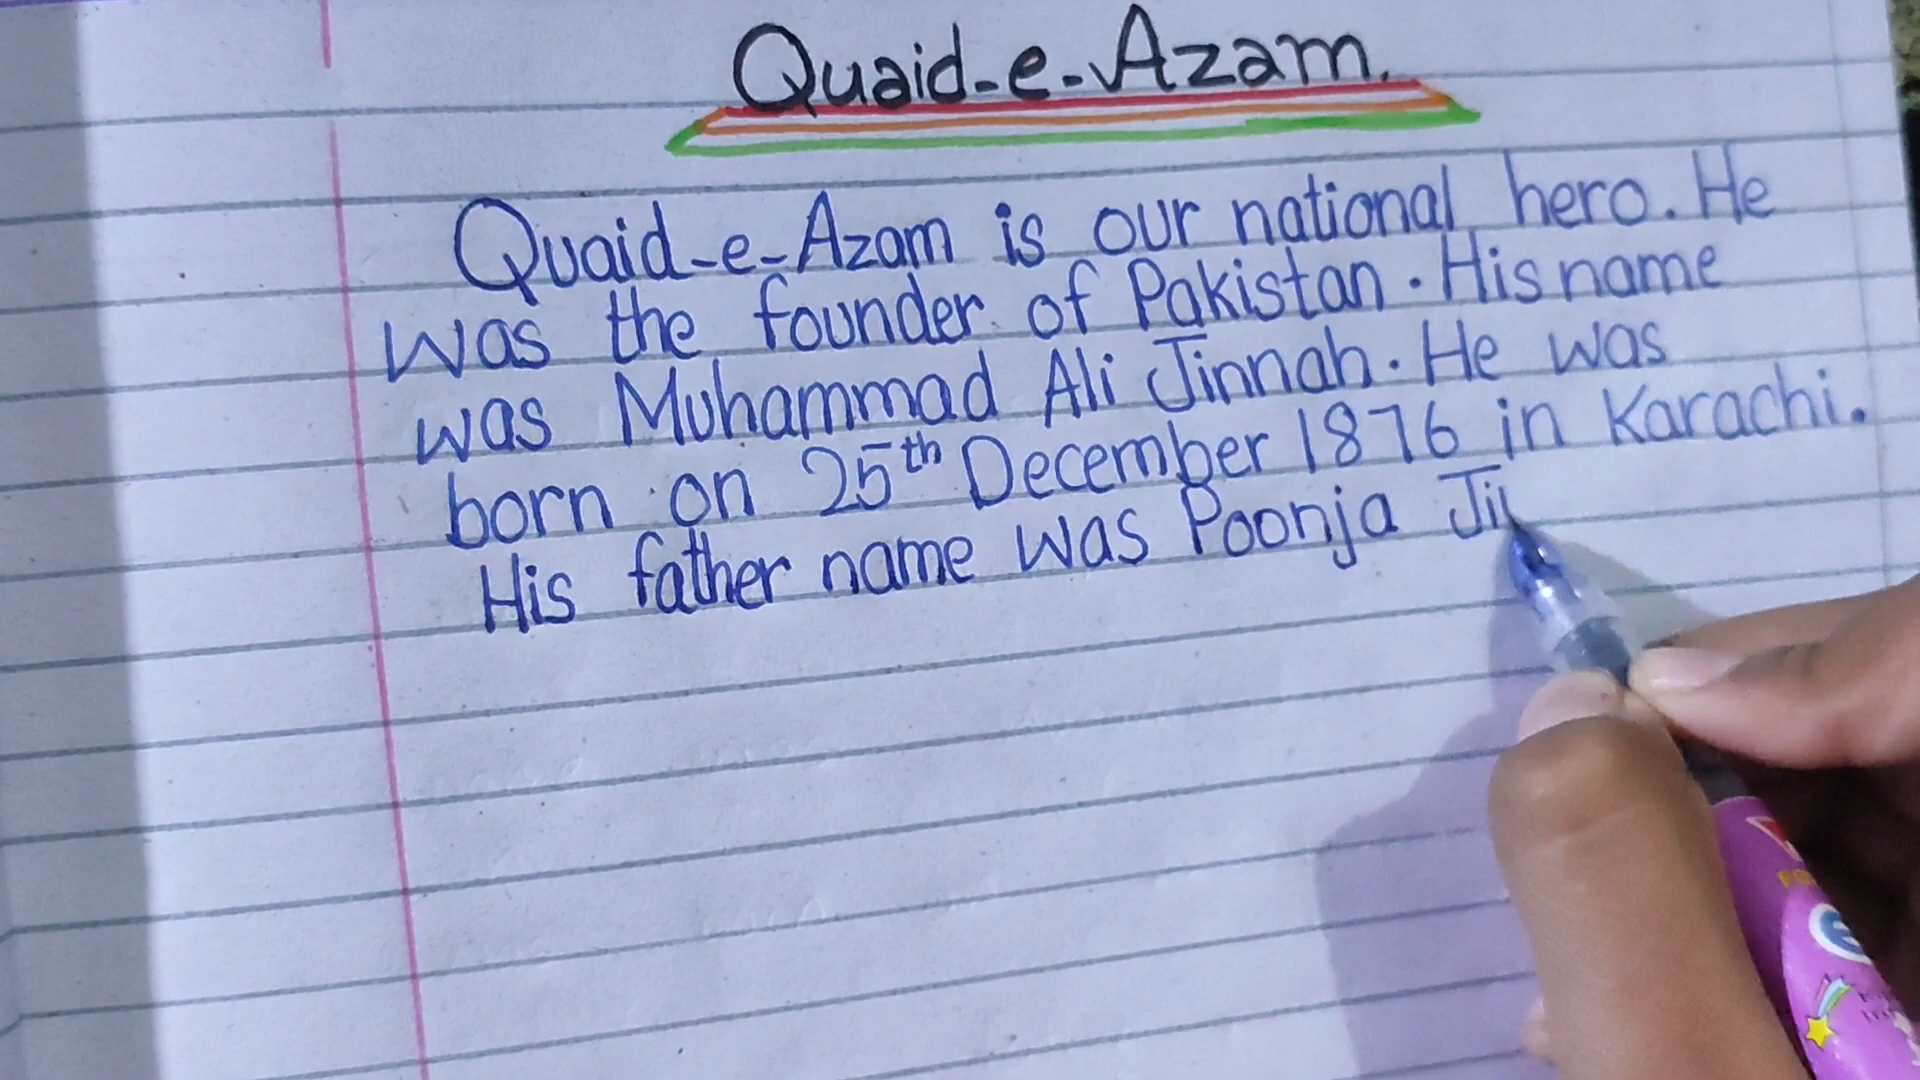 Quaid-e-Azam.
Quaid-e-Azam is our national hero. He
was the founder of Pakistan. His name
was Muhammad Ali Jinnah. He was
born on 25th December 1876 in Karachi.
His father name was Poonja Ji